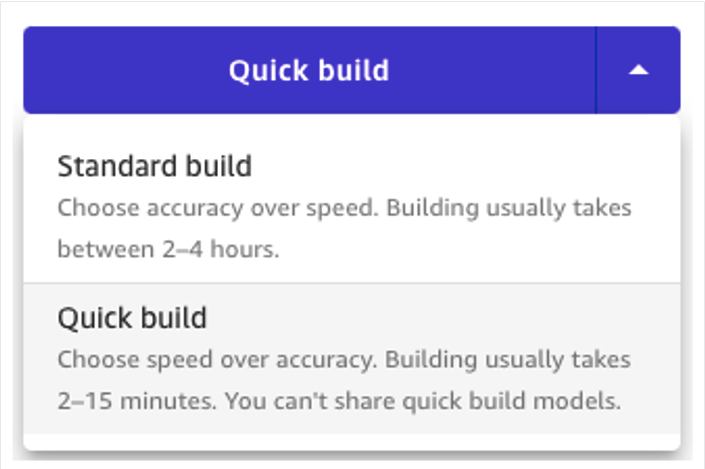 Quick build
Standard build
Choose accuracy over speed. Building usually takes
between 2–4 hours.
Quick build
Choose speed over accuracy. Building usually takes
2–15 minutes. You can't share quick build models.